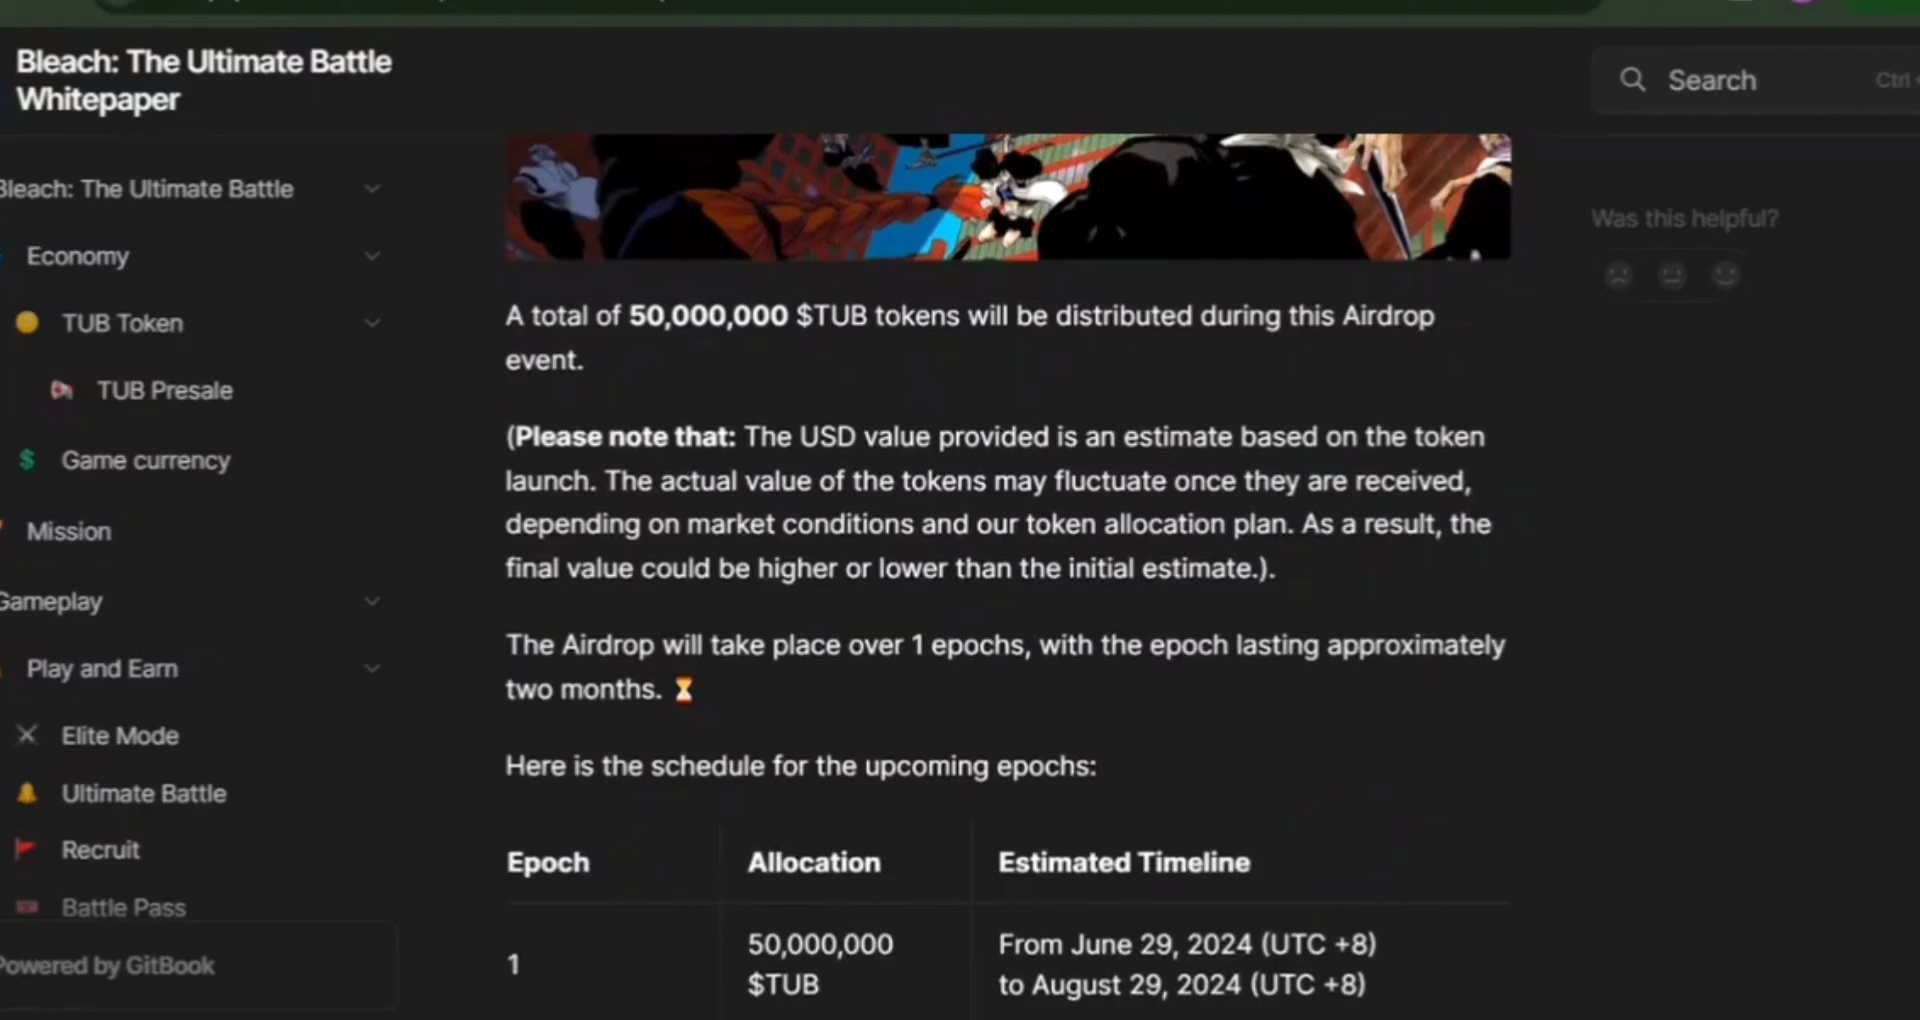 Bleach: The Ultimate Battle
Whitepaper
Search
Ctrl
Bleach: The Ultimate Battle
Economy
TUB Token
TUB Presale
Game currency
Mission
Gameplay
Play and Earn
Elite Mode
Ultimate Battle
Recruit
Battle Pass
Powered by GitBook
A total of 50,000,000 $TUB tokens will be distributed during this Airdrop
event.
(Please note that: The USD value provided is an estimate based on the token
launch. The actual value of the tokens may fluctuate once they are received,
depending on market conditions and our token allocation plan. As a result, the
final value could be higher or lower than the initial estimate.).
The Airdrop will take place over 1 epochs, with the epoch lasting approximately
two months. ⏳
Here is the schedule for the upcoming epochs:
Epoch Allocation Estimated Timeline
1 50,000,000 From June 29, 2024 (UTC +8)
$TUB to August 29, 2024 (UTC +8)
Was this helpful?